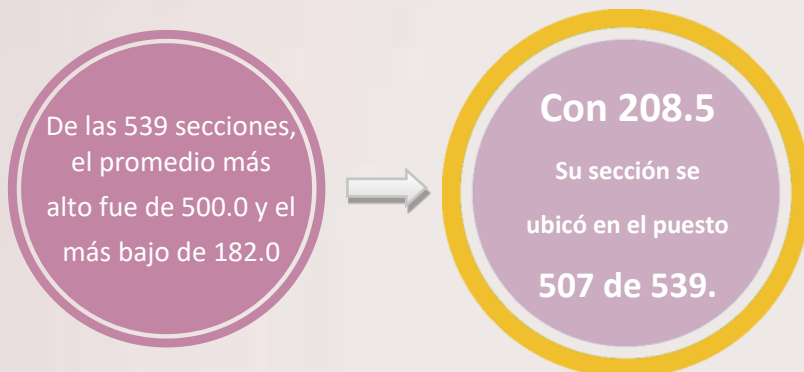 De las 539 secciones,
el promedio más
alto fue de 500.0 y el
más bajo de 182.0
Con 208.5
Su sección se
ubicó en el puesto
507 de 539.